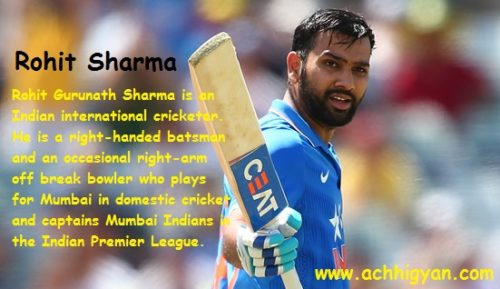 Rohit Sharma
Rohit Gurunath Sharma is an
Indian international cricketer.
He is a right-handed batsman
and an occasional right-arm
off break bowler who plays
for Mumbai in domestic cricket
and captains Mumbai Indians in
the Indian Premier League.
CEAT
www.achhigyan.com